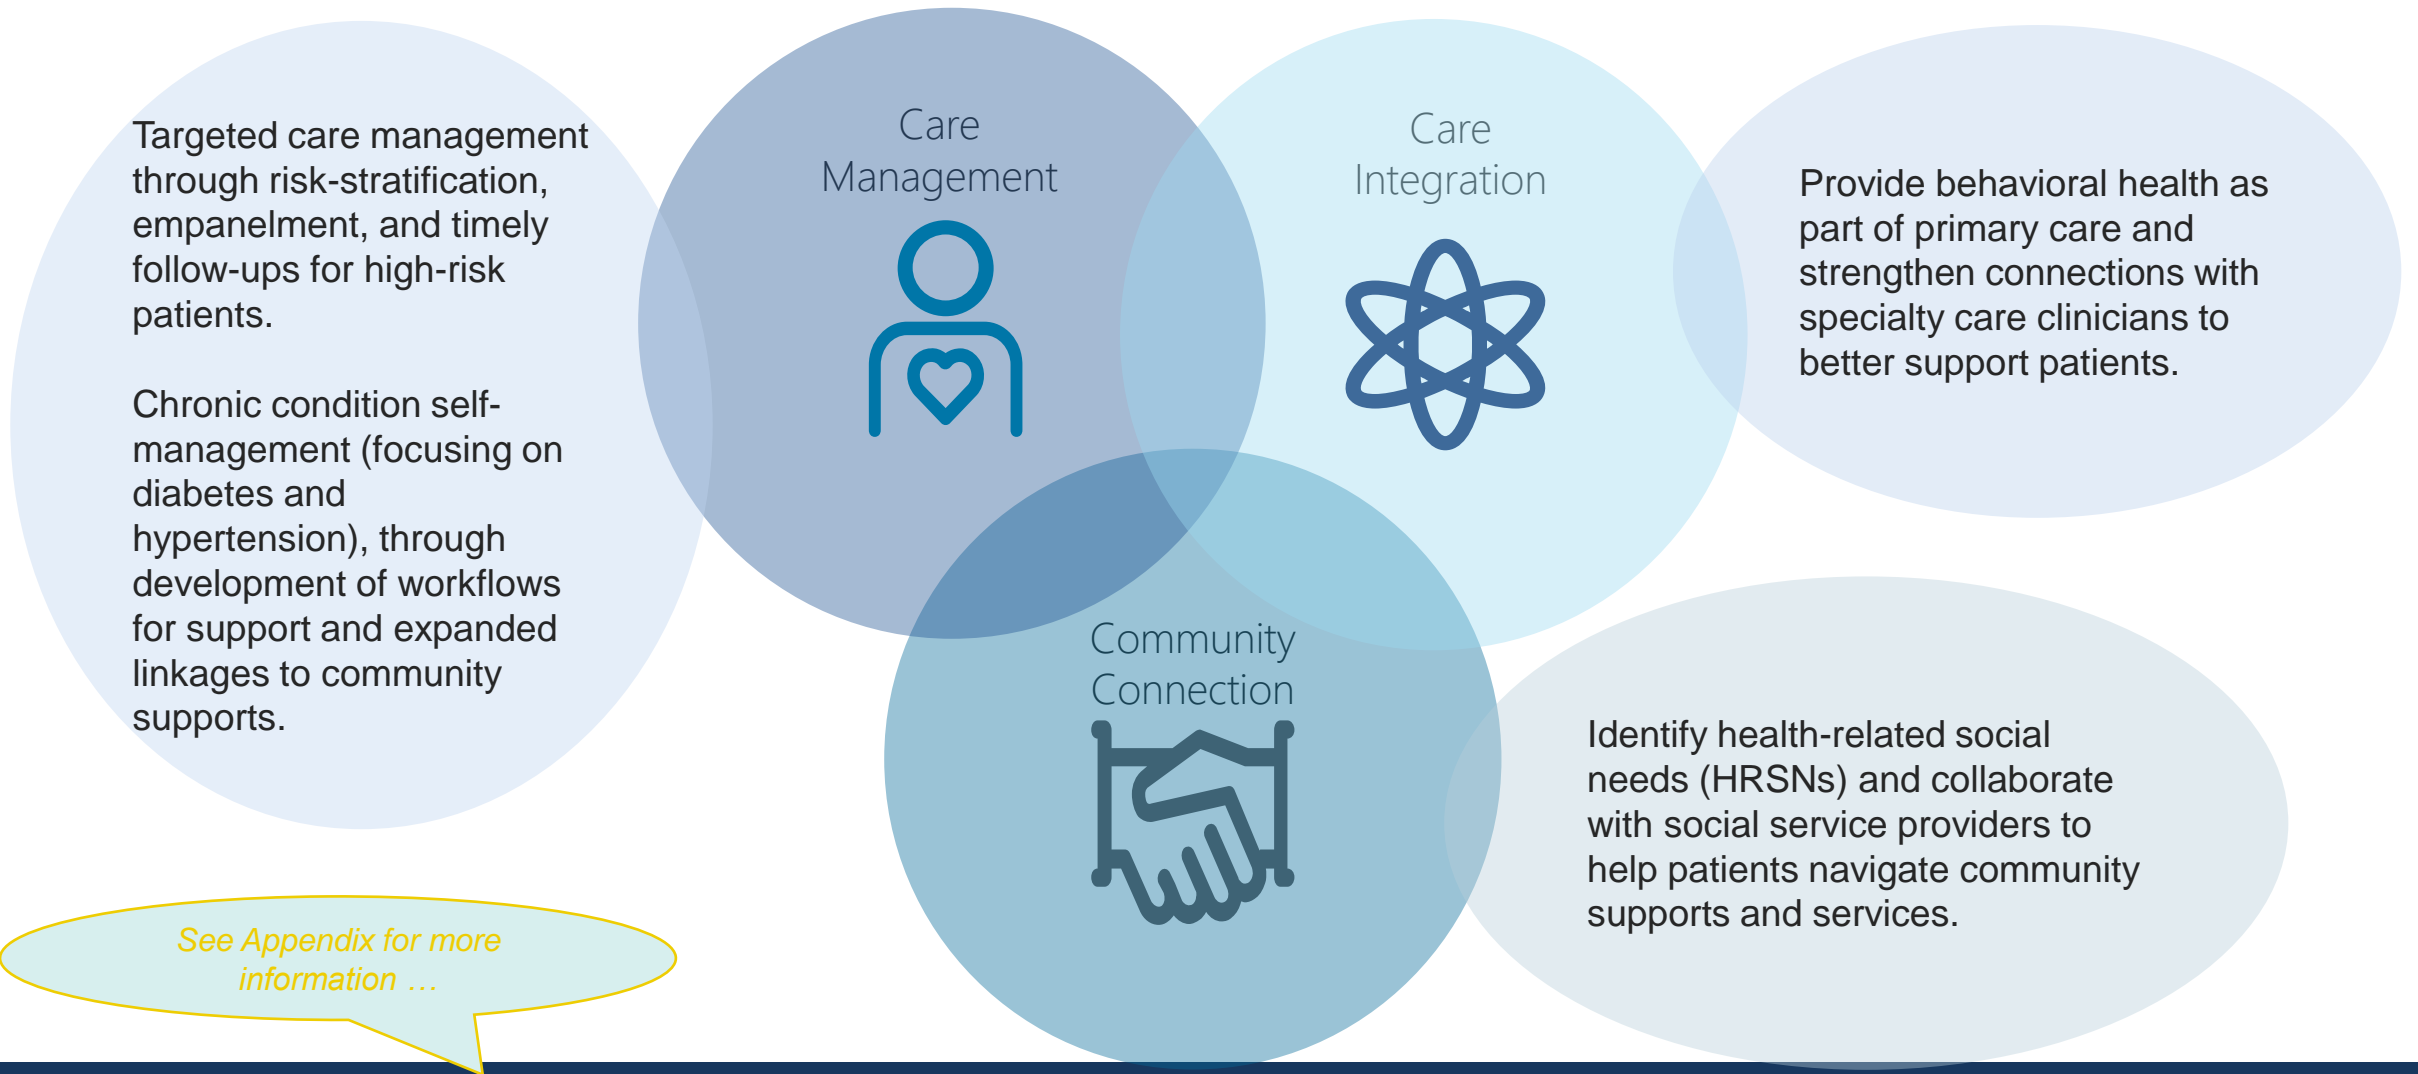 Targeted care management
through risk-stratification,
empanelment, and timely
follow-ups for high-risk
patients.
Chronic condition self-
management (focusing on
diabetes and
hypertension), through
development of workflows
for support and expanded
linkages to community
supports.
Care
Management
Care
Integration
Provide behavioral health as
part of primary care and
strengthen connections with
specialty care clinicians to
better support patients.
Community
Connection
Identify health-related social
needs (HRSNs) and collaborate
with social service providers to
help patients navigate community
supports and services.
See Appendix for more
information …